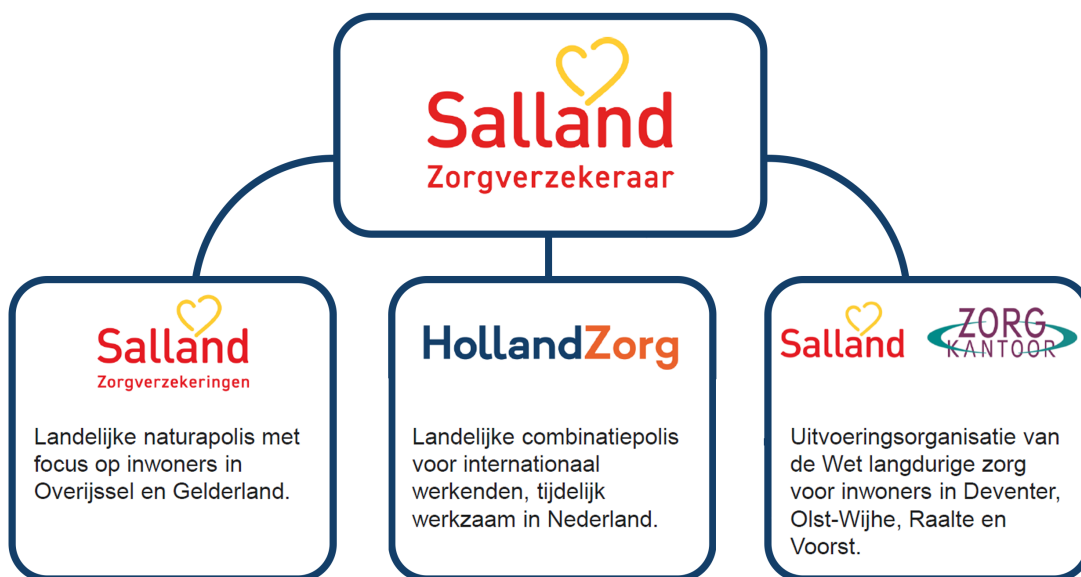 Salland
Zorgverzekeraar
Salland
Zorgverzekeringen
Landelijke naturapolis met
focus op inwoners in
Overijssel en Gelderland.
HollandZorg
Landelijke combinatiepolis
voor internationaal
werkenden, tijdelijk
werkzaam in Nederland.
Salland
ZORG
KANTOOR
Uitvoeringsorganisatie van
de Wet langdurige zorg
voor inwoners in Deventer,
Olst-Wijhe, Raalte en
Voorst.